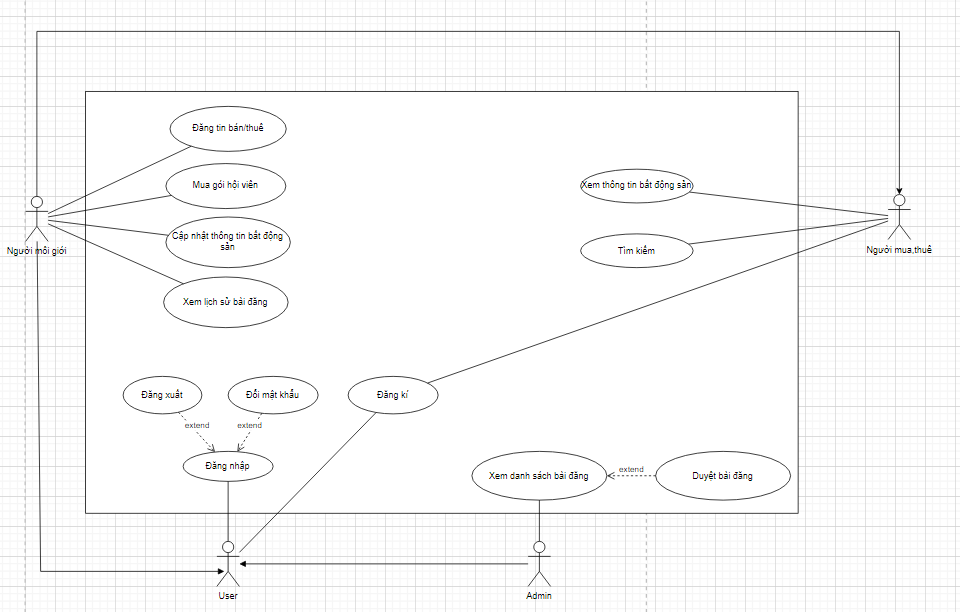 Đăng tin bán/thuê
Mua gói hội viên
Cập nhật thông tin bất động
sản
Xem lịch sử bài đăng
Người môi giới
Xem thông tin bất động sản
Tìm kiếm
Người mua,thuê
Đăng xuất
Đổi mật khẩu
Đăng kí
extend
extend
Đăng nhập
Xem danh sách bài đăng
extend
Duyệt bài đăng
User
Admin